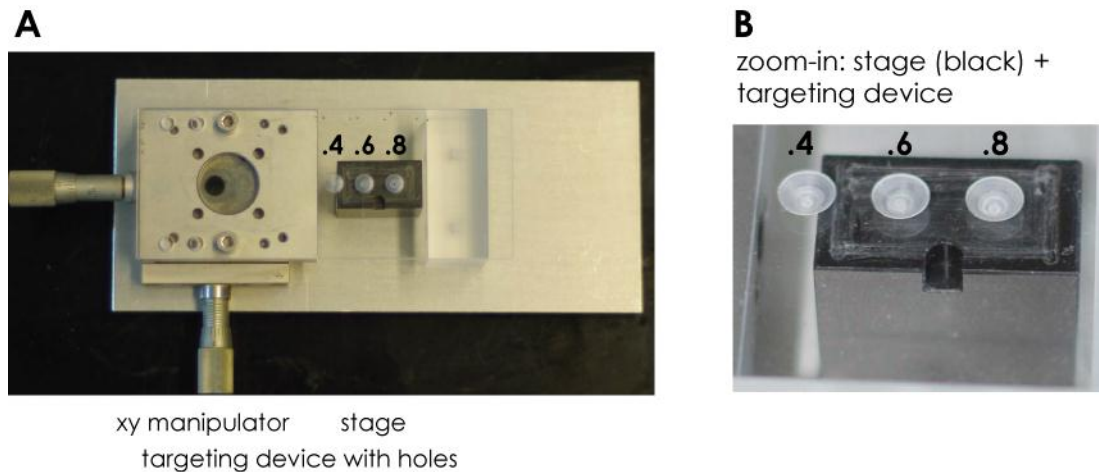 A
.4 .6 .8
xy manipulator stage
targeting device with holes
B
zoom-in: stage (black) +
targeting device
.4 .6 .8